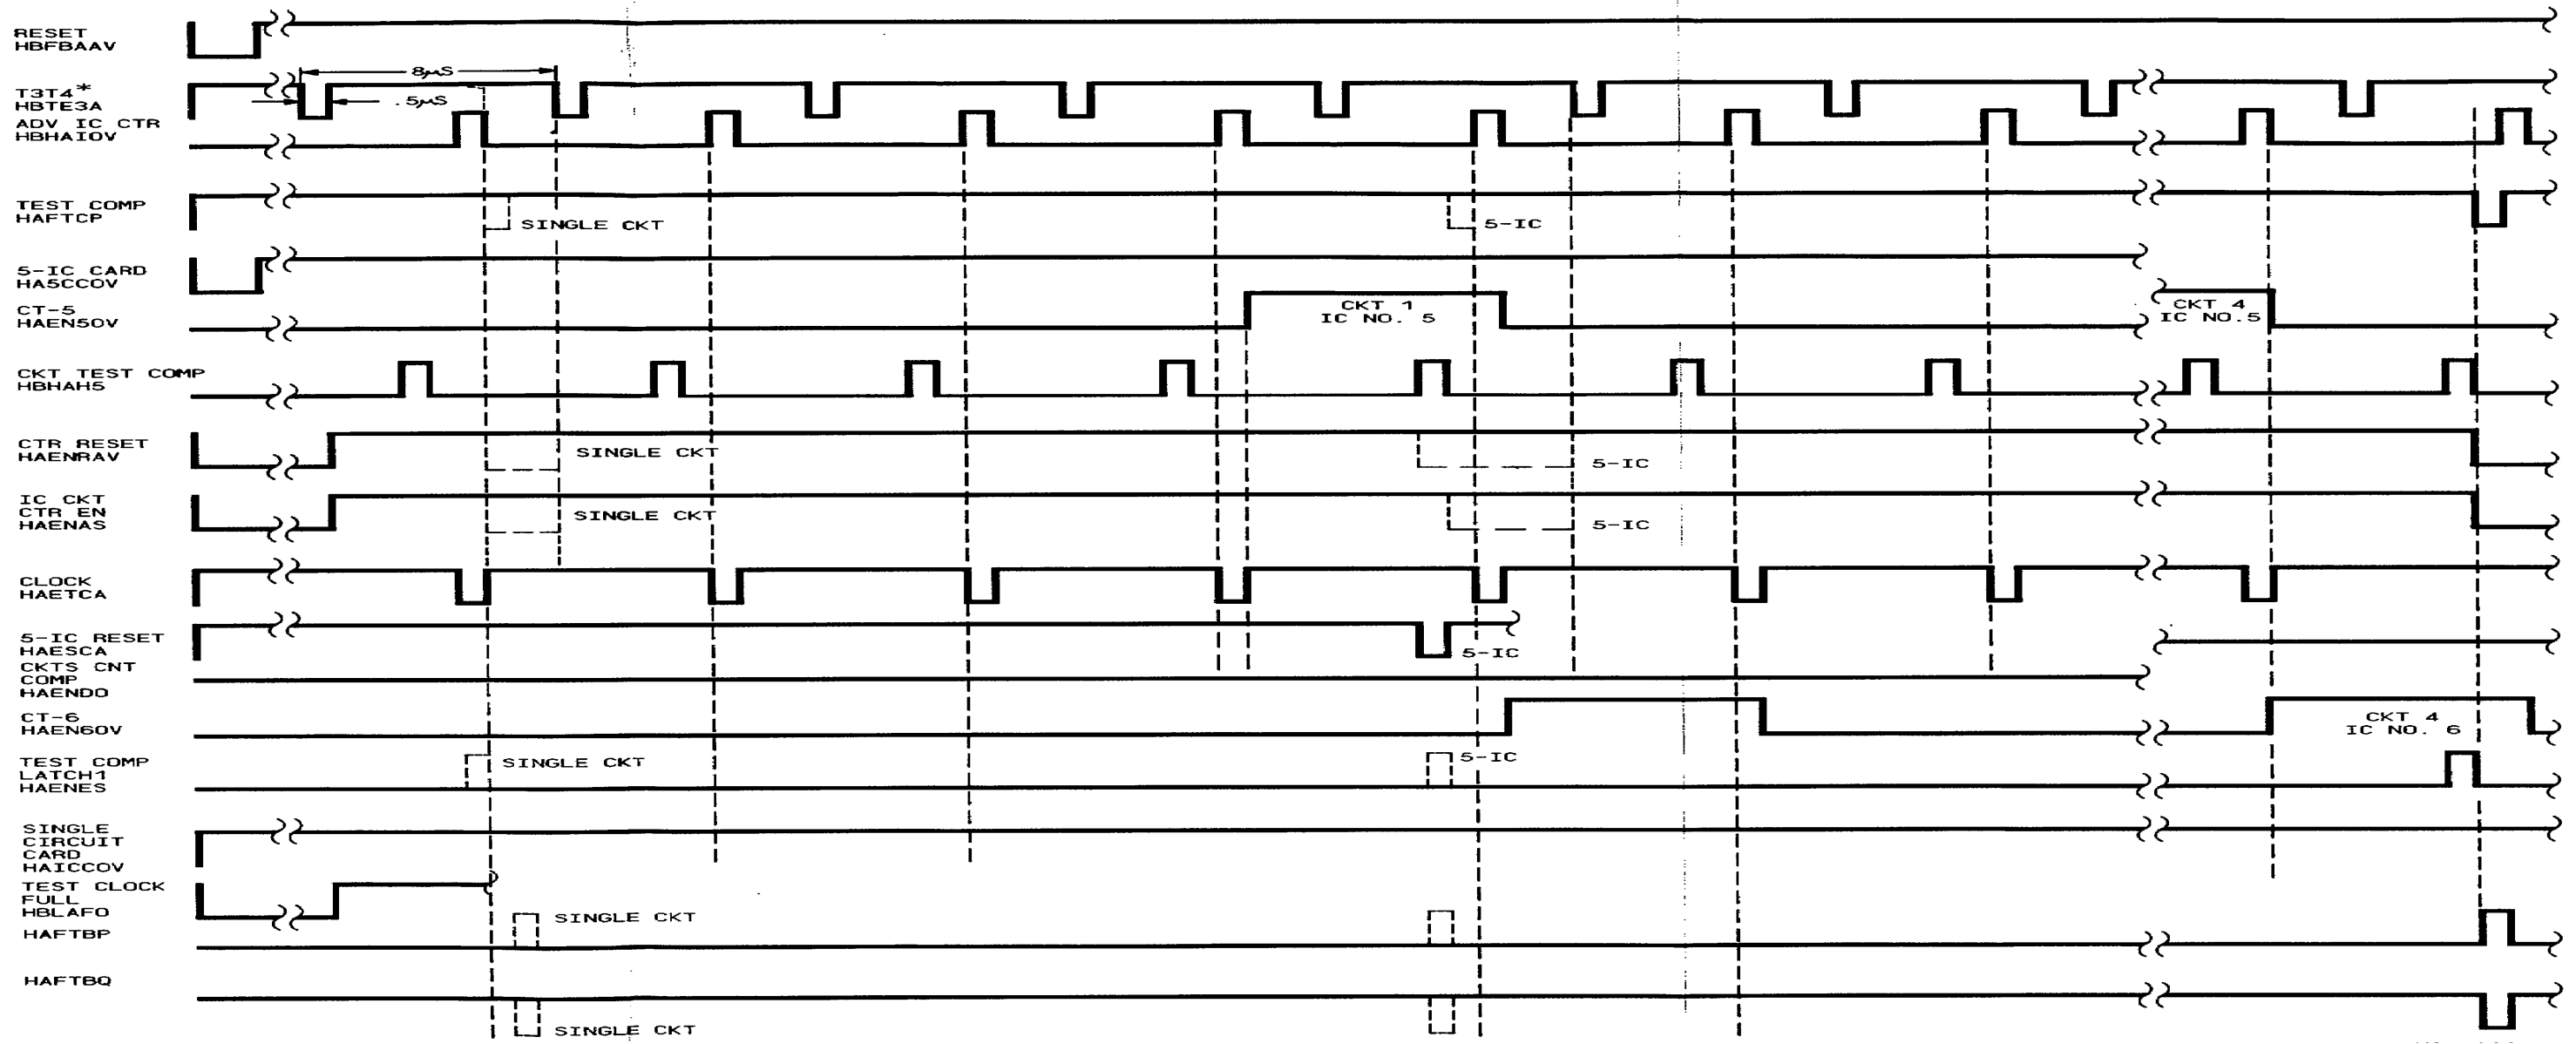 RESET
HBFBAAV
8µS
T3T4*
HBTE3A
.5µS
ADV IC CTR
HBHAIOV
TEST COMP
HAFTCP
SINGLE CKT
5-IC
5-IC CARD
HA5CCOV
CT-5
HAEN5OV
CKT 1
IC NO. 5
CKT 4
IC NO.5
CKT TEST COMP
HBHAH5
CTR RESET
HAENRAV
SINGLE CKT
5-IC
IC CKT
CTR EN
HAENAS
SINGLE CKT
5-IC
CLOCK
HAETCA
5-IC RESET
HAESCA
5-IC
CKTS CNT
COMP
HAENDO
CT-6
HAEN6OV
CKT 4
IC NO. 6
TEST COMP
LATCH1
HAENES
SINGLE CKT
5-IC
SINGLE
CIRCUIT
CARD
HAICCOV
TEST CLOCK
FULL
HBLAFO
SINGLE CKT
HAFTBP
HAFTBQ
SINGLE CKT